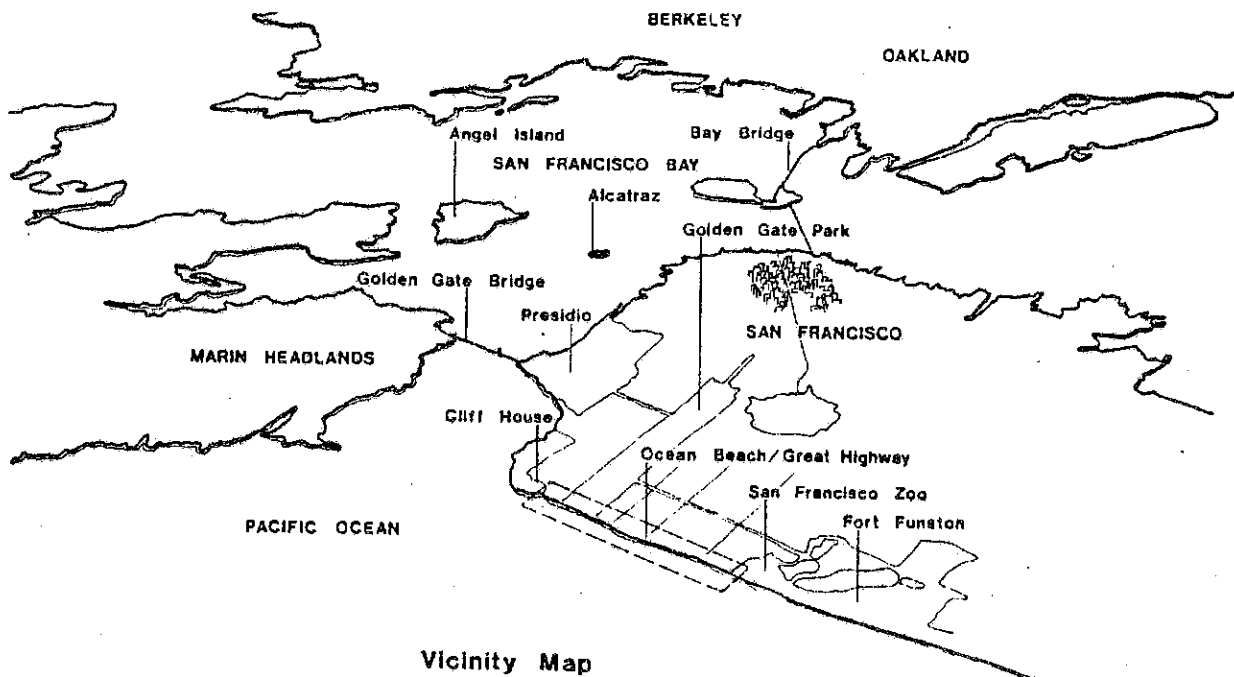 BERKELEY
OAKLAND
Angel Island
Bay Bridge
SAN FRANCISCO BAY
Alcatraz
Golden Gate Park
Golden Gate Bridge
Presidio
SAN FRANCISCO
MARIN HEADLANDS
Cliff House
Ocean Beach/Great Highway
San Francisco Zoo
Fort Funston
PACIFIC OCEAN
Vicinity Map